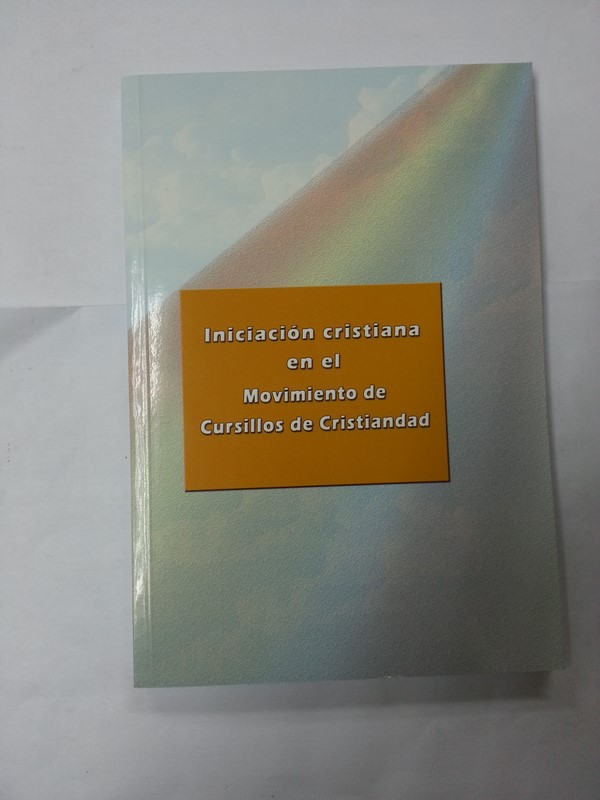 Iniciación cristiana
en el
Movimiento de
Cursillos de Cristiandad